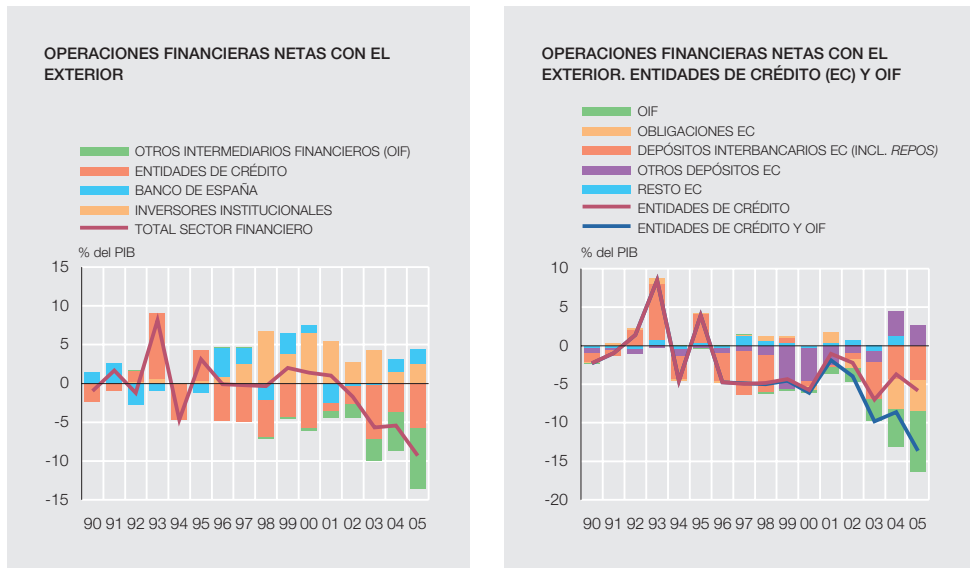 OPERACIONES FINANCIERAS NETAS CON EL
EXTERIOR
OTROS INTERMEDIARIOS FINANCIEROS (OIF)
ENTIDADES DE CRÉDITO
BANCO DE ESPAÑA
INVERSORES INSTITUCIONALES
TOTAL SECTOR FINANCIERO
% del PIB
15
10
5
0
-5
-10
-15
90 91 92 93 94 95 96 97 98 99 00 01 02 03 04 05
OPERACIONES FINANCIERAS NETAS CON EL
EXTERIOR. ENTIDADES DE CRÉDITO (EC) Y OIF
OIF
OBLIGACIONES EC
DEPÓSITOS INTERBANCARIOS EC (INCL. REPOS)
OTROS DEPÓSITOS EC
RESTO EC
ENTIDADES DE CRÉDITO
ENTIDADES DE CRÉDITO Y OIF
% del PIB
10
5
0
-5
-10
-15
-20
90 91 92 93 94 95 96 97 98 99 00 01 02 03 04 05